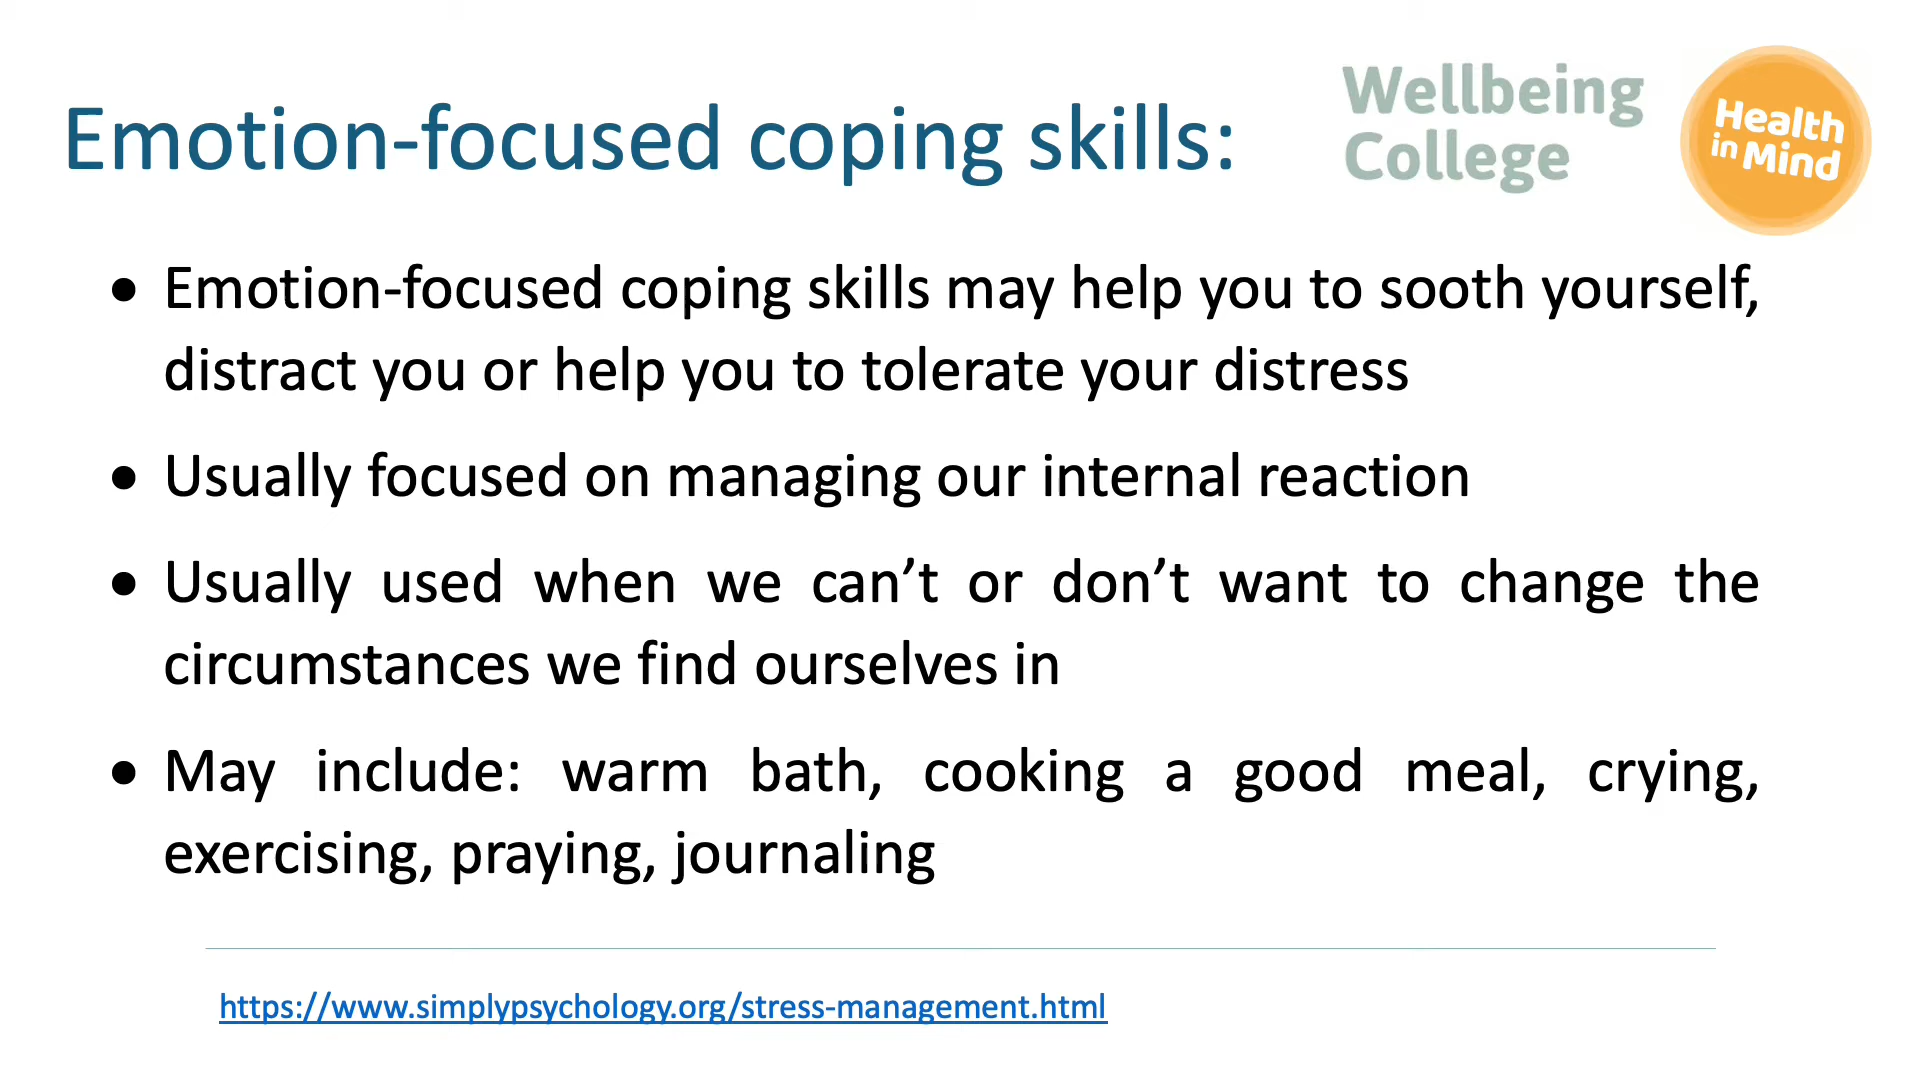 Emotion-focused coping skills:
Wellbeing
College
Health
in Mind
• Emotion-focused coping skills may help you to sooth yourself,
distract you or help you to tolerate your distress
• Usually focused on managing our internal reaction
• Usually used when we can’t or don’t want to change the
circumstances we find ourselves in
• May include: warm bath, cooking a good meal, crying,
exercising, praying, journaling
https://www.simplypsychology.org/stress-management.html